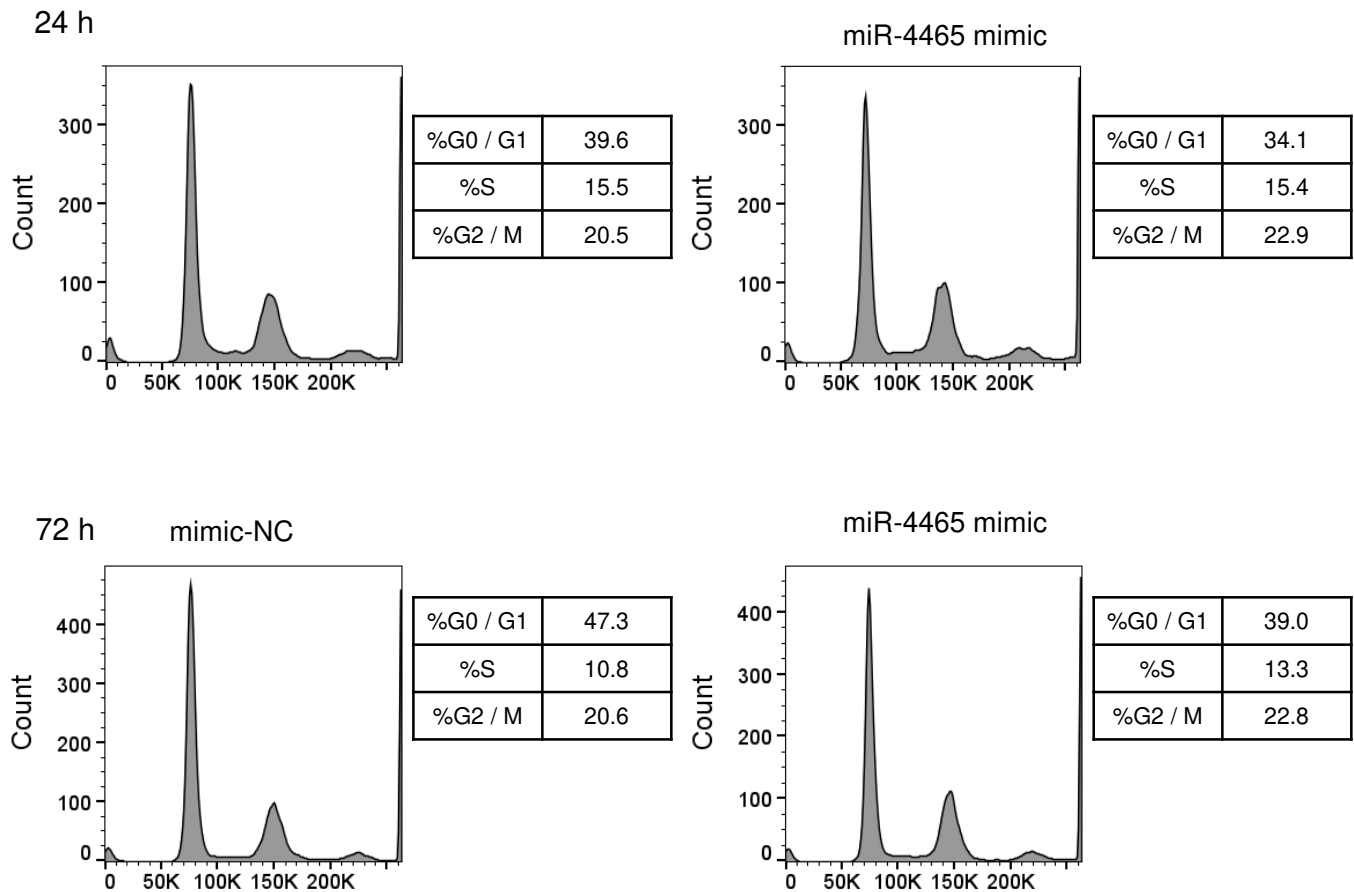 24 h
miR-4465 mimic
Count
300
200
100
0
0 50K 100K 150K 200K
%G0 / G1 39.6
%S 15.5
%G2 / M 20.5
Count
300
200
100
0
0 50K 100K 150K 200K
%G0 / G1 34.1
%S 15.4
%G2 / M 22.9
72 h
mimic-NC
miR-4465 mimic
Count
400
300
200
100
0
0 50K 100K 150K 200K
%G0 / G1 47.3
%S 10.8
%G2 / M 20.6
Count
400
300
200
100
0
0 50K 100K 150K 200K
%G0 / G1 39.0
%S 13.3
%G2 / M 22.8